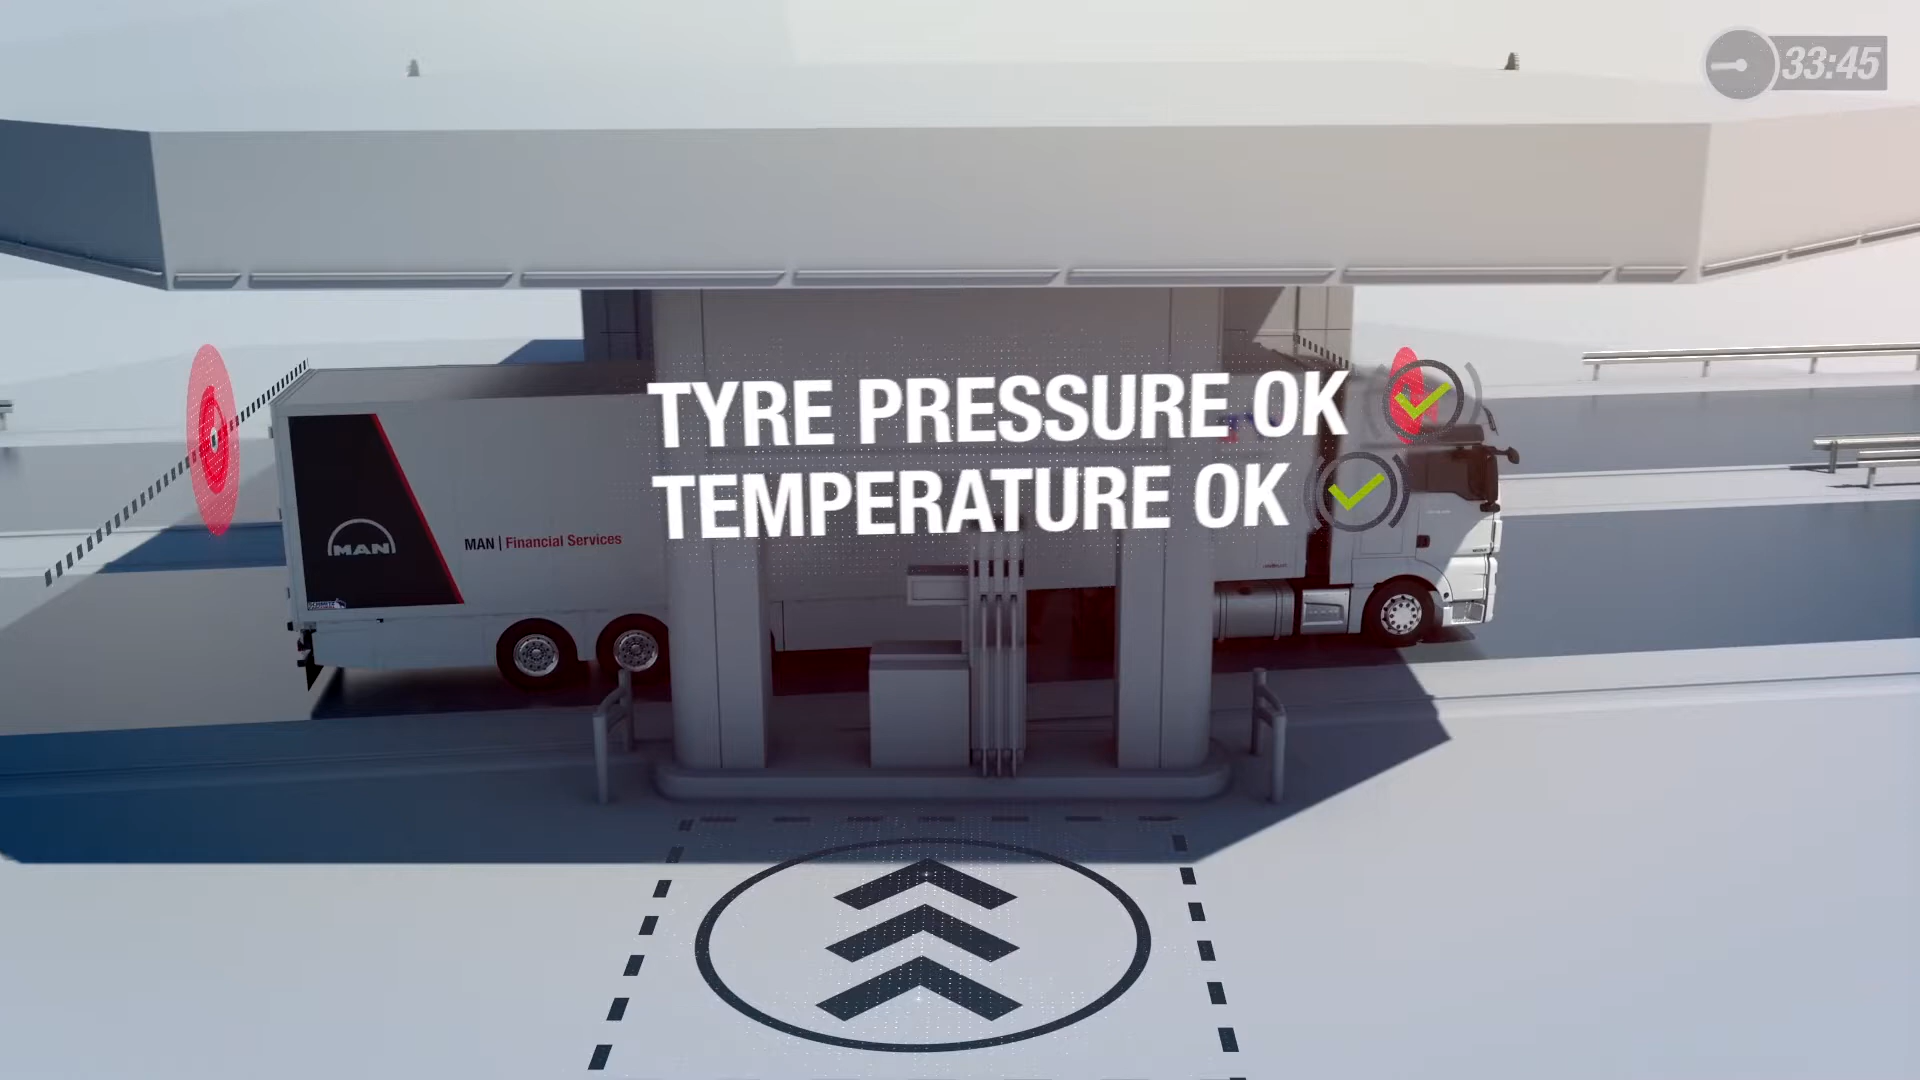 33:45
TYRE PRESSURE OK
TEMPERATURE OK
MAN | Financial Services
MAN